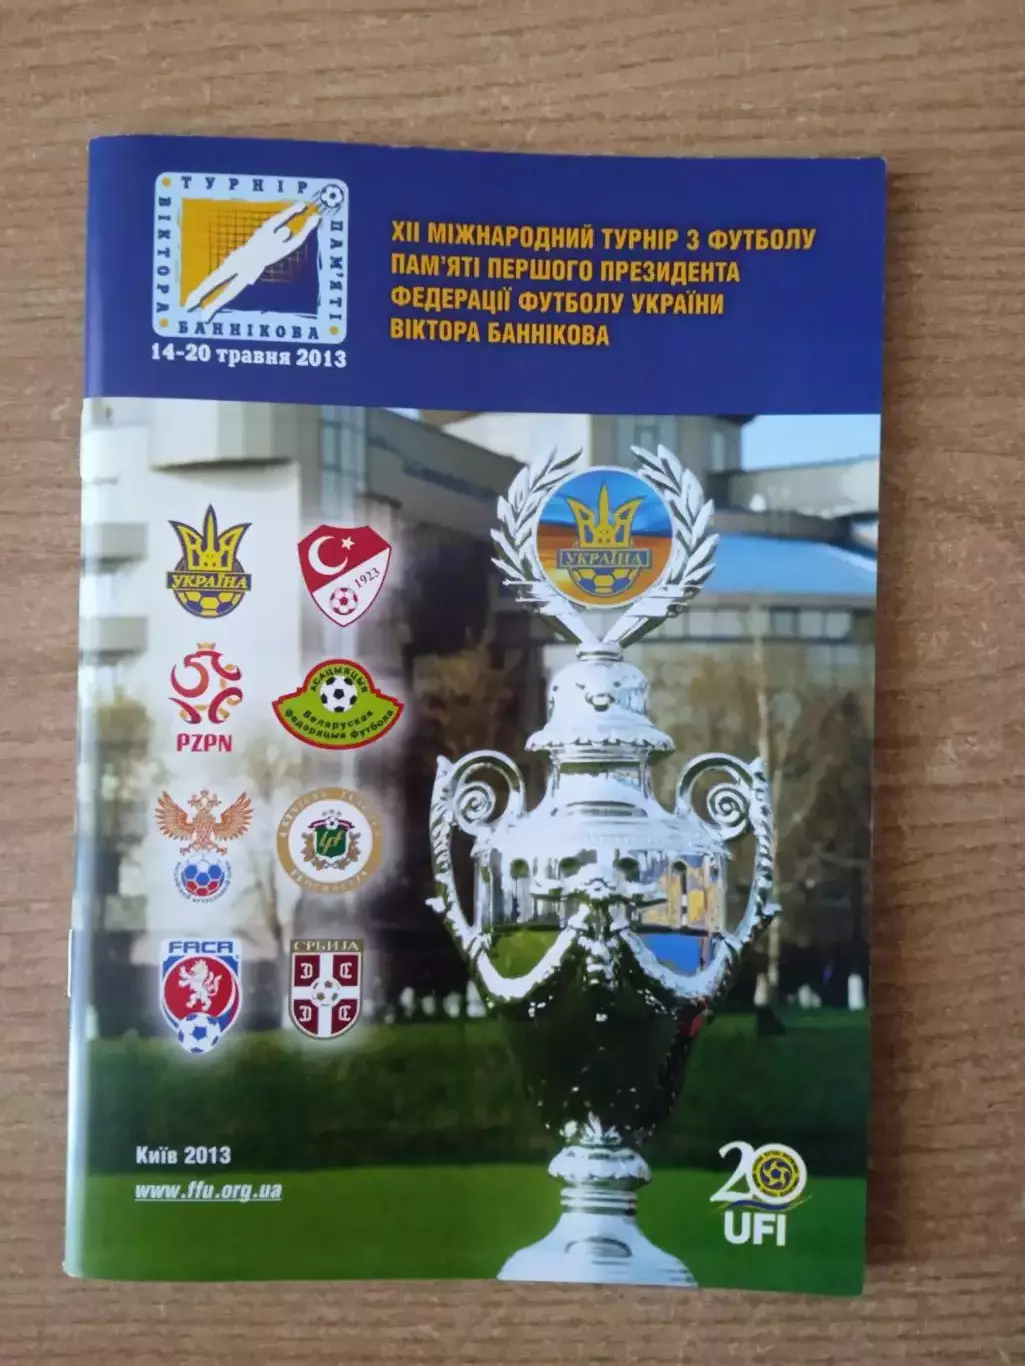 ТУРНІР
ПАМ'ЯТІ
ВІКТОРА
БАННІКОВА
14-20 травня 2013
XII МІЖНАРОДНИЙ ТУРНІР З ФУТБОЛУ
ПАМ'ЯТІ ПЕРШОГО ПРЕЗИДЕНТА
ФЕДЕРАЦІЇ ФУТБОЛУ УКРАЇНИ
ВІКТОРА БАННІКОВА
УКРАЇНА
УКРАЇНА
1923
PZPN
АСАЦЫЯЦЫЯ
Беларуская
федэрацыя футбола
LFF
FACR
СРБИЈА
Київ 2013
www.ffu.org.ua
20
UFI